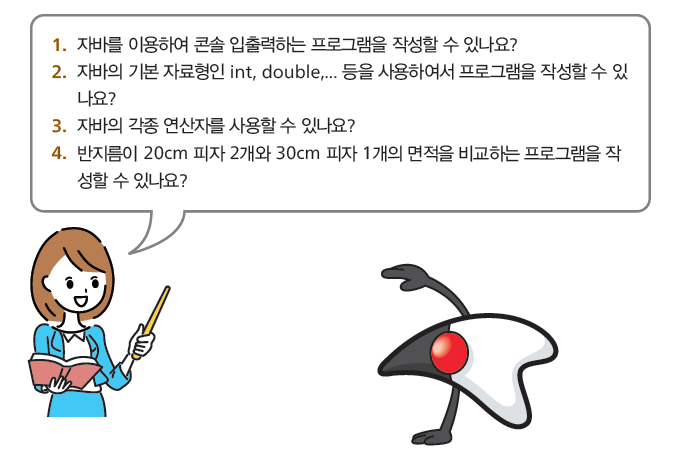 1. 자바를 이용하여 콘솔 입출력하는 프로그램을 작성할 수 있나요?
2. 자바의 기본 자료형인 int, double,... 등을 사용하여서 프로그램을 작성할 수 있
나요?
3. 자바의 각종 연산자를 사용할 수 있나요?
4. 반지름이 20cm 피자 2개와 30cm 피자 1개의 면적을 비교하는 프로그램을 작
성할 수 있나요?